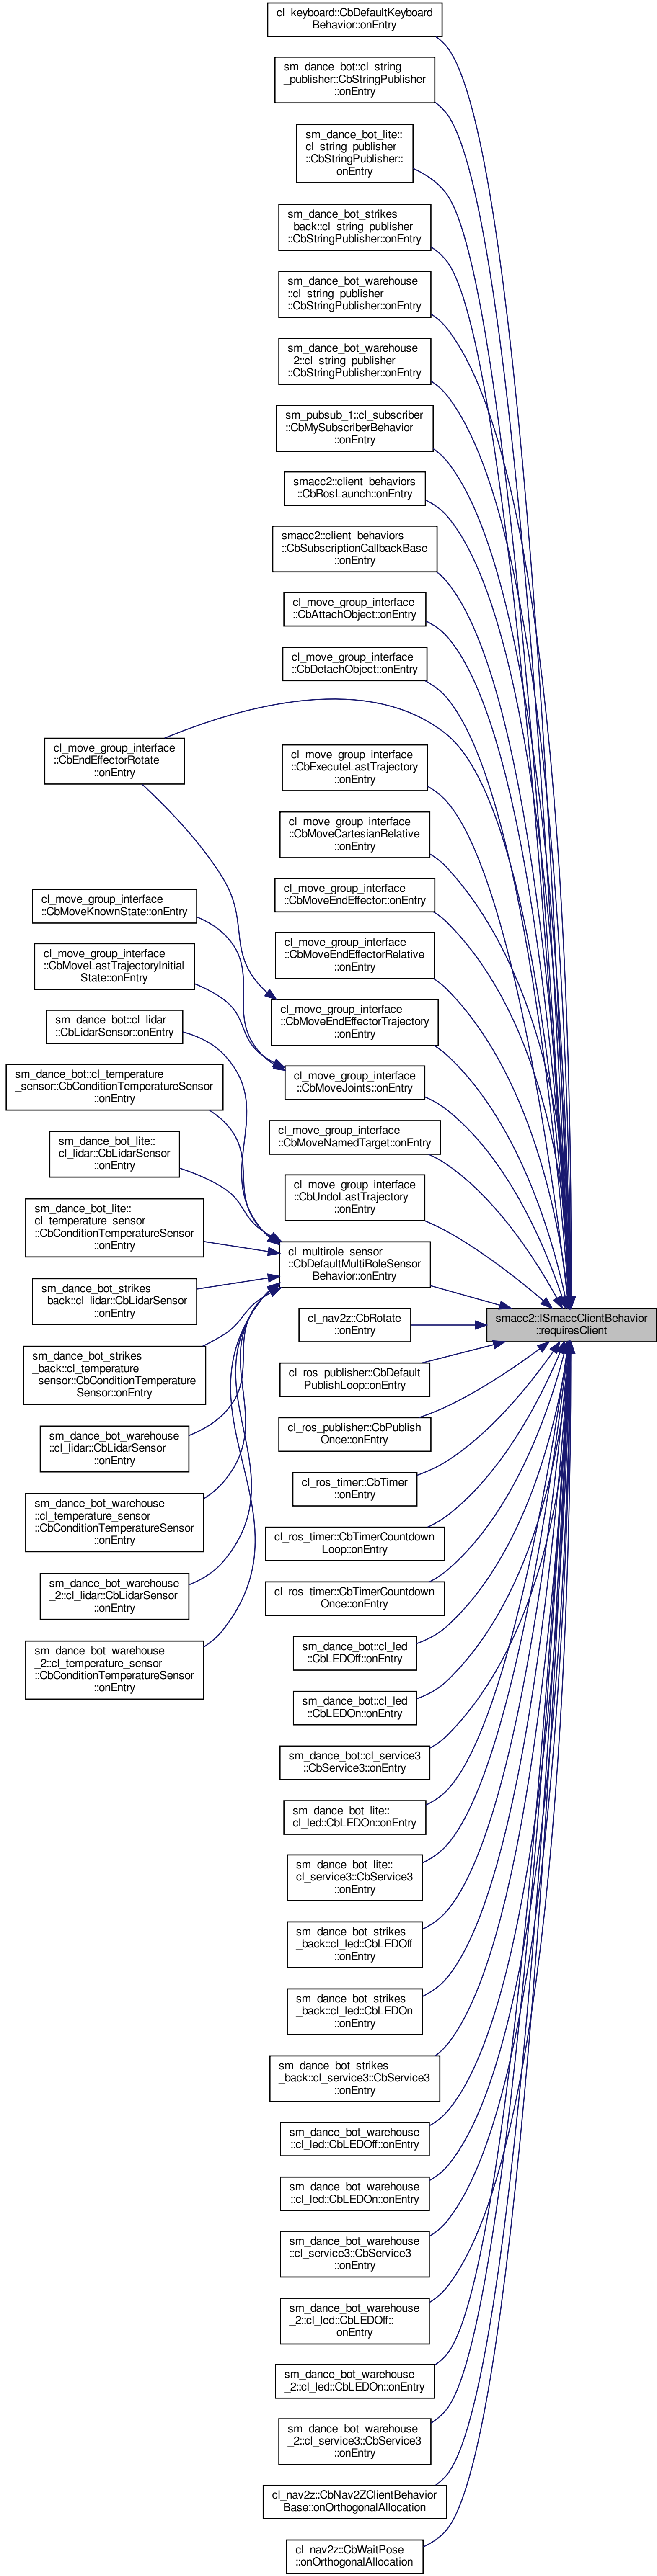 cl_keyboard::CbDefaultKeyboard
Behavior::onEntry
sm_dance_bot::cl_string
_publisher::CbStringPublisher
::onEntry
sm_dance_bot_lite::
cl_string_publisher
::CbStringPublisher::
onEntry
sm_dance_bot_strikes
_back::cl_string_publisher
::CbStringPublisher::onEntry
sm_dance_bot_warehouse
::cl_string_publisher
::CbStringPublisher::onEntry
sm_dance_bot_warehouse
_2::cl_string_publisher
::CbStringPublisher::onEntry
sm_pubsub_1::cl_subscriber
::CbMySubscriberBehavior
::onEntry
smacc2::client_behaviors
::CbRosLaunch::onEntry
smacc2::client_behaviors
::CbSubscriptionCallbackBase
::onEntry
cl_move_group_interface
::CbAttachObject::onEntry
cl_move_group_interface
::CbDetachObject::onEntry
cl_move_group_interface
::CbEndEffectorRotate
::onEntry
cl_move_group_interface
::CbExecuteLastTrajectory
::onEntry
cl_move_group_interface
::CbMoveCartesianRelative
::onEntry
cl_move_group_interface
::CbMoveEndEffector::onEntry
cl_move_group_interface
::CbMoveKnownState::onEntry
cl_move_group_interface
::CbMoveEndEffectorRelative
::onEntry
cl_move_group_interface
::CbMoveLastTrajectoryInitial
State::onEntry
cl_move_group_interface
::CbMoveEndEffectorTrajectory
::onEntry
sm_dance_bot::cl_lidar
::CbLidarSensor::onEntry
cl_move_group_interface
::CbMoveJoints::onEntry
sm_dance_bot::cl_temperature
_sensor::CbConditionTemperatureSensor
::onEntry
cl_move_group_interface
::CbMoveNamedTarget::onEntry
sm_dance_bot_lite::
cl_lidar::CbLidarSensor
::onEntry
cl_move_group_interface
::CbUndoLastTrajectory
::onEntry
sm_dance_bot_lite::
cl_temperature_sensor
::CbConditionTemperatureSensor
::onEntry
cl_multirole_sensor
::CbDefaultMultiRoleSensor
Behavior::onEntry
sm_dance_bot_strikes
_back::cl_lidar::CbLidarSensor
::onEntry
cl_nav2z::CbRotate
::onEntry
smacc2::ISmaccClientBehavior
::requiresClient
sm_dance_bot_strikes
_back::cl_temperature
_sensor::CbConditionTemperature
Sensor::onEntry
cl_ros_publisher::CbDefault
PublishLoop::onEntry
sm_dance_bot_warehouse
::cl_lidar::CbLidarSensor
::onEntry
cl_ros_publisher::CbPublish
Once::onEntry
sm_dance_bot_warehouse
::cl_temperature_sensor
::CbConditionTemperatureSensor
::onEntry
cl_ros_timer::CbTimer
::onEntry
cl_ros_timer::CbTimerCountdown
Loop::onEntry
sm_dance_bot_warehouse
_2::cl_lidar::CbLidarSensor
::onEntry
cl_ros_timer::CbTimerCountdown
Once::onEntry
sm_dance_bot_warehouse
_2::cl_temperature_sensor
::CbConditionTemperatureSensor
::onEntry
sm_dance_bot::cl_led
::CbLEDOff::onEntry
sm_dance_bot::cl_led
::CbLEDOn::onEntry
sm_dance_bot::cl_service3
::CbService3::onEntry
sm_dance_bot_lite::
cl_led::CbLEDOn::onEntry
sm_dance_bot_lite::
cl_service3::CbService3
::onEntry
sm_dance_bot_strikes
_back::cl_led::CbLEDOff
::onEntry
sm_dance_bot_strikes
_back::cl_led::CbLEDOn
::onEntry
sm_dance_bot_strikes
_back::cl_service3::CbService3
::onEntry
sm_dance_bot_warehouse
::cl_led::CbLEDOff::onEntry
sm_dance_bot_warehouse
::cl_led::CbLEDOn::onEntry
sm_dance_bot_warehouse
::cl_service3::CbService3
::onEntry
sm_dance_bot_warehouse
_2::cl_led::CbLEDOff::
onEntry
sm_dance_bot_warehouse
_2::cl_led::CbLEDOn::onEntry
sm_dance_bot_warehouse
_2::cl_service3::CbService3
::onEntry
cl_nav2z::CbNav2ZClientBehavior
Base::onOrthogonalAllocation
cl_nav2z::CbWaitPose
::onOrthogonalAllocation